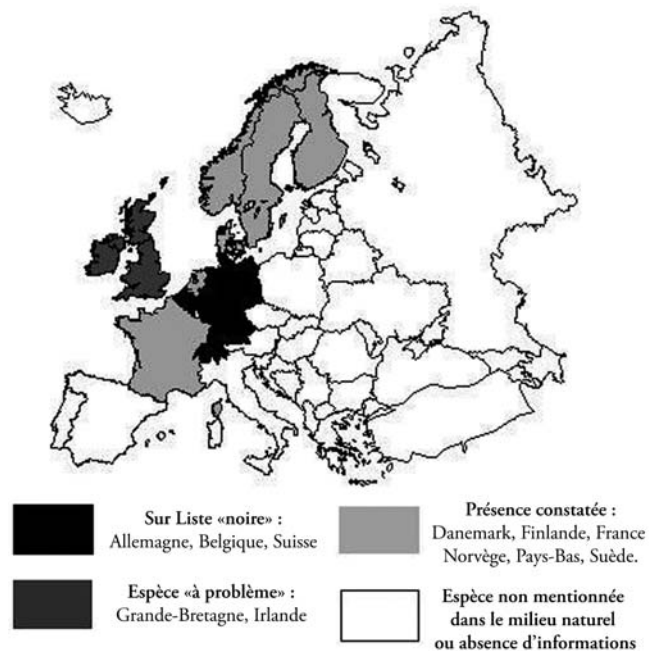 Sur Liste «noire» :
Allemagne, Belgique, Suisse
Espèce «à problème» :
Grande-Bretagne, Irlande
Présence constatée :
Danemark, Finlande, France
Norvège, Pays-Bas, Suède.
Espèce non mentionnée
dans le milieu naturel
ou absence d'informations